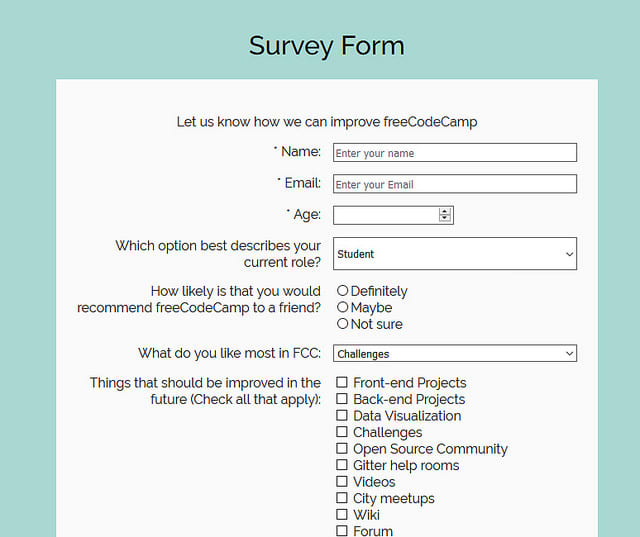 Survey Form
Let us know how we can improve freeCodeCamp
* Name: Enter your name
* Email: Enter your Email
* Age:
Which option best describes your
current role?
Student
How likely is that you would
recommend freeCodeCamp to a friend?
Definitely
Maybe
Not sure
What do you like most in FCC: Challenges
Things that should be improved in the
future (Check all that apply):
Front-end Projects
Back-end Projects
Data Visualization
Challenges
Open Source Community
Gitter help rooms
Videos
City meetups
Wiki
Forum